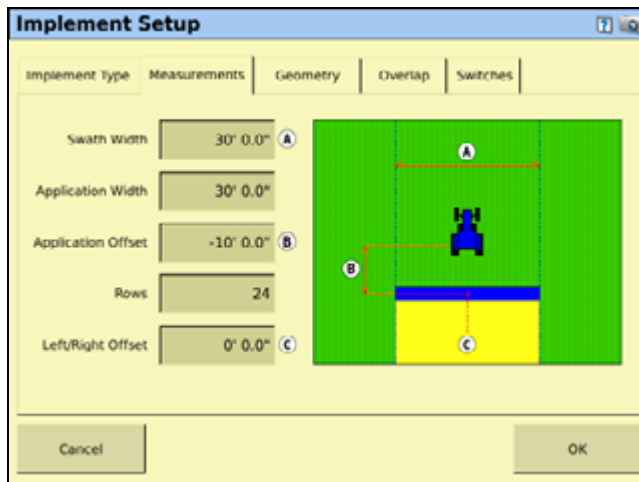 Implement Setup
?
Implement Type Measurements Geometry Overlap Switches
Swath Width 30' 0.0" A
Application Width 30' 0.0"
Application Offset -10' 0.0" B
Rows 24
Left/Right Offset 0' 0.0" C
A
B
C
Cancel OK